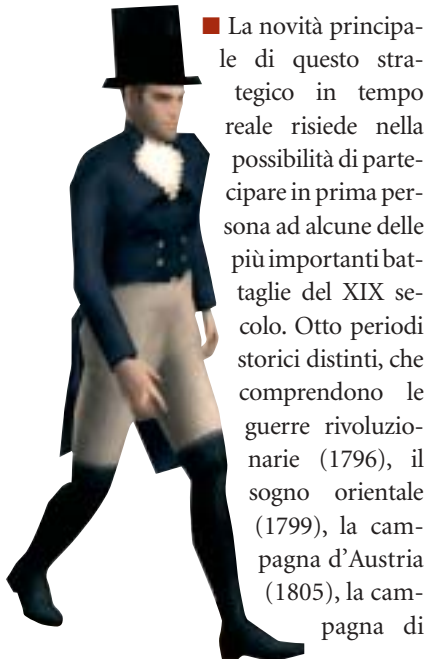 ■ La novità principa-
le di questo stra-
tegico in tempo
reale risiede nella
possibilità di parte-
cipare in prima per-
sona ad alcune delle
più importanti bat-
taglie del XIX se-
colo. Otto periodi
storici distinti, che
comprendono le
guerre rivoluzio-
narie (1796), il
sogno orientale
(1799), la cam-
pagna d'Austria
(1805), la cam-
pagna di